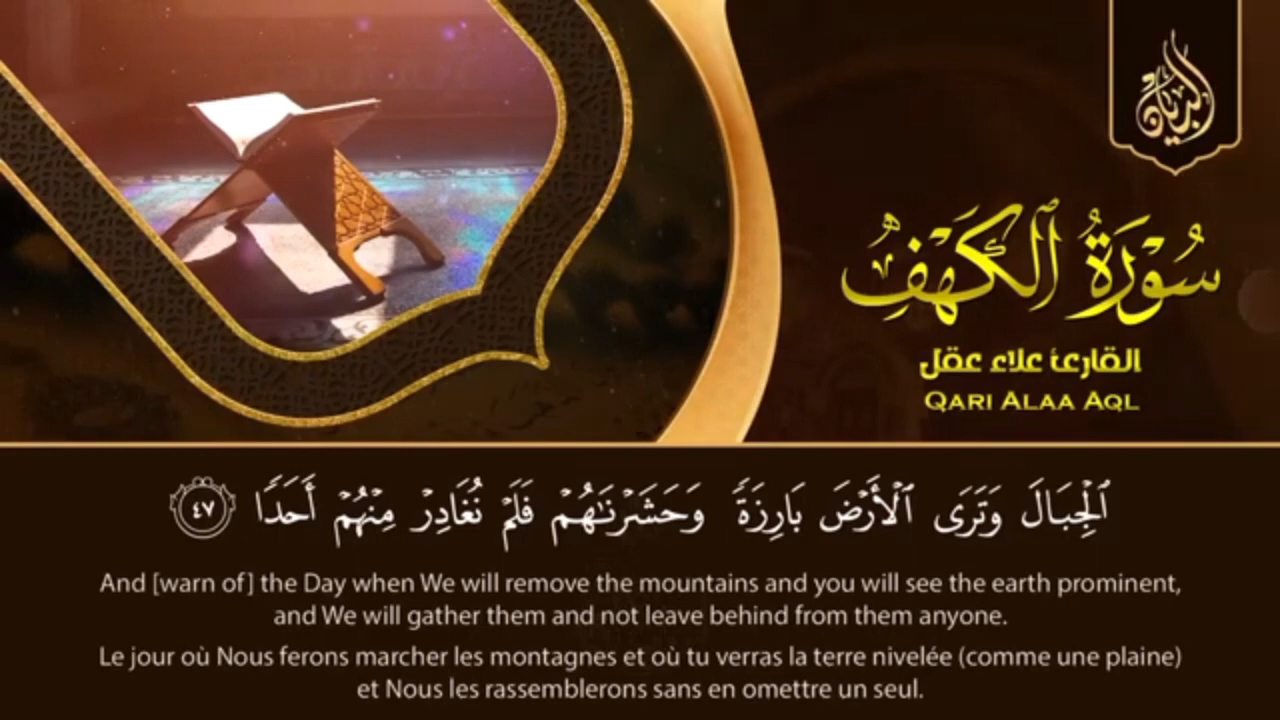 البيان
سُورَةُ ٱلْكَهْفِ
القارئ علاء عقل
QARI ALAA AQL
ٱلْجِبَالَ وَتَرَى ٱلْأَرْضَ بَارِزَةً وَحَشَرْنَٰهُمْ فَلَمْ نُغَادِرْ مِنْهُمْ أَحَدًا ٤٧
And [warn of] the Day when We will remove the mountains and you will see the earth prominent,
and We will gather them and not leave behind from them anyone.
Le jour où Nous ferons marcher les montagnes et où tu verras la terre nivelée (comme une plaine)
et Nous les rassemblerons sans en omettre un seul.